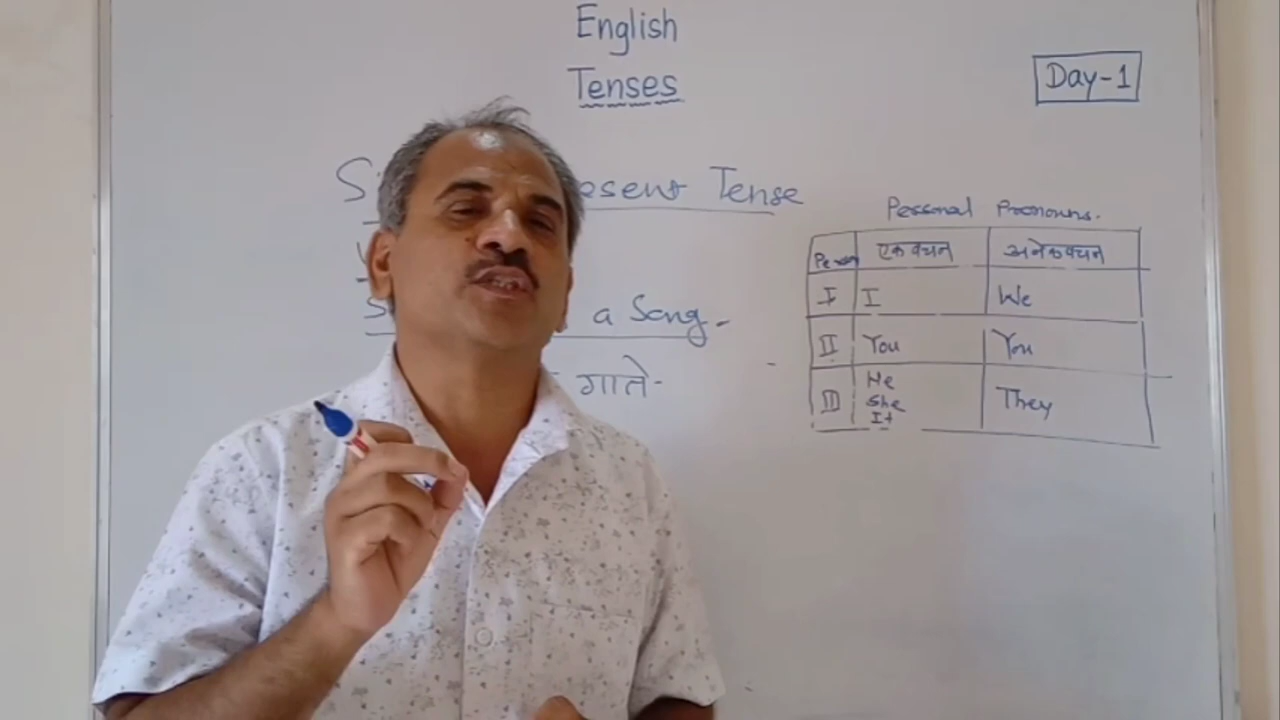 English
Tenses
Day-1
esent Tense
a Song.
गाते-
Personal Pronouns.
Person एकवचन अनेकवचन
I I We
II You You
III He They
She
It